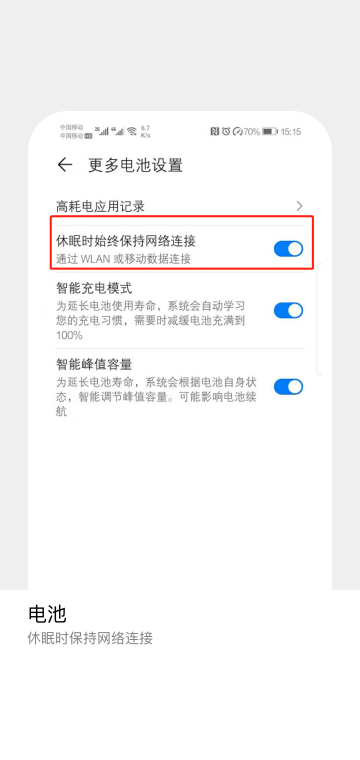 中国移动
中国移动 HD 2G 4G 6.7 K/s 70% 15:15
更多电池设置
高耗电应用记录
休眠时始终保持网络连接
通过 WLAN 或移动数据连接
智能充电模式
为延长电池使用寿命，系统会自动学习
您的充电习惯，需要时减缓电池充满到
100%
智能峰值容量
为延长电池寿命，系统会根据电池自身状
态，智能调节峰值容量。可能影响电池续
航
电池
休眠时保持网络连接